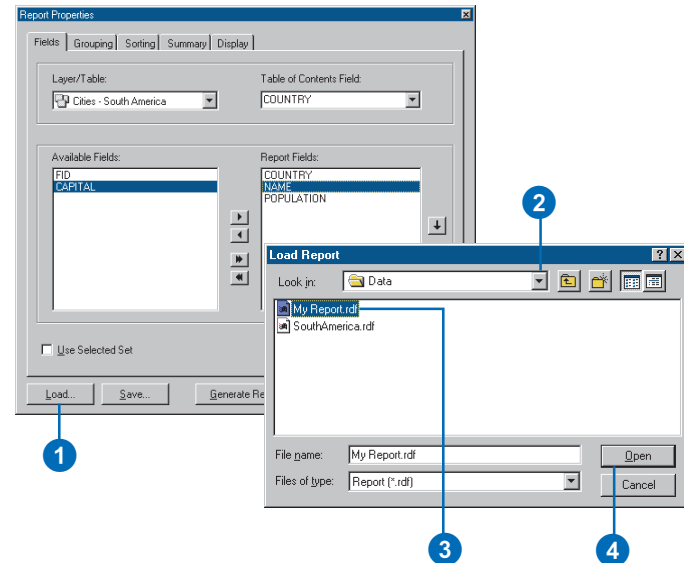 Report Properties
Fields Grouping Sorting Summary Display
Layer/Table:
Cities - South America
Table of Contents Field:
COUNTRY
Available Fields:
FID
CAPITAL
Report Fields:
COUNTRY
NAME
POPULATION
Use Selected Set
Load... Save... Generate Re
1
Load Report
Look in: Data
2
My Report.rdf
SouthAmerica.rdf
File name: My Report.rdf
Open
Files of type: Report (*.rdf)
Cancel
3
4